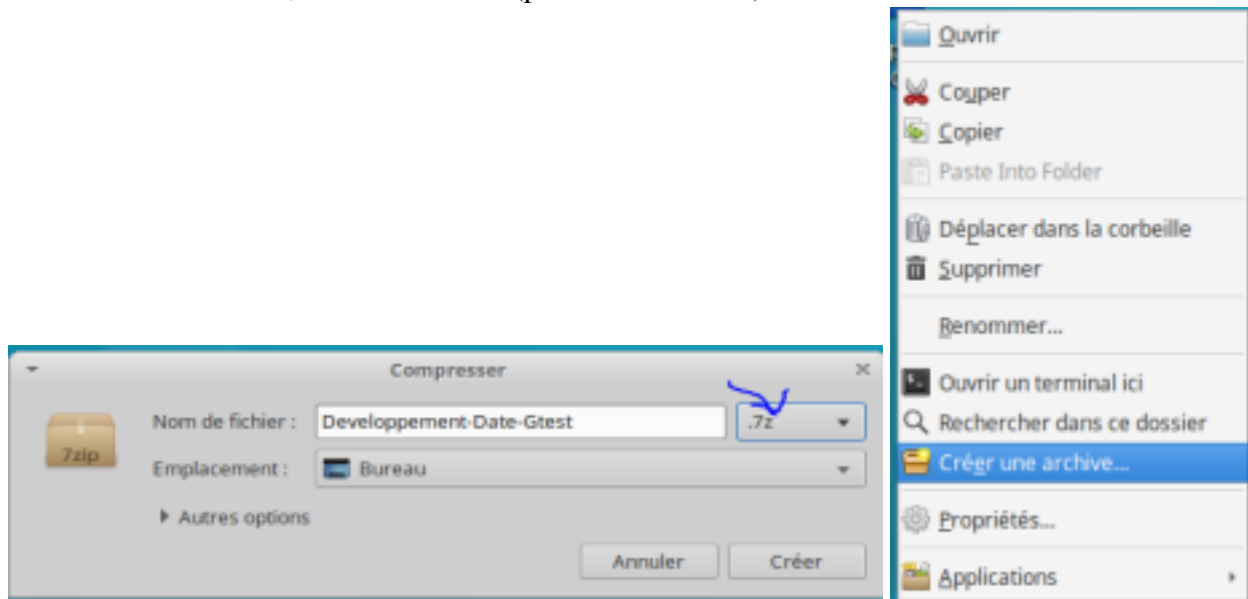 Ouvrir
Couper
Copier
Paste Into Folder
Déplacer dans la corbeille
Supprimer
Renommer...
Ouvrir un terminal ici
Rechercher dans ce dossier
Créer une archive...
Propriétés...
Applications
Compresser
Nom de fichier : Developpement-Date-Gtest .7z
7zip
Emplacement : Bureau
Autres options
Annuler Créer